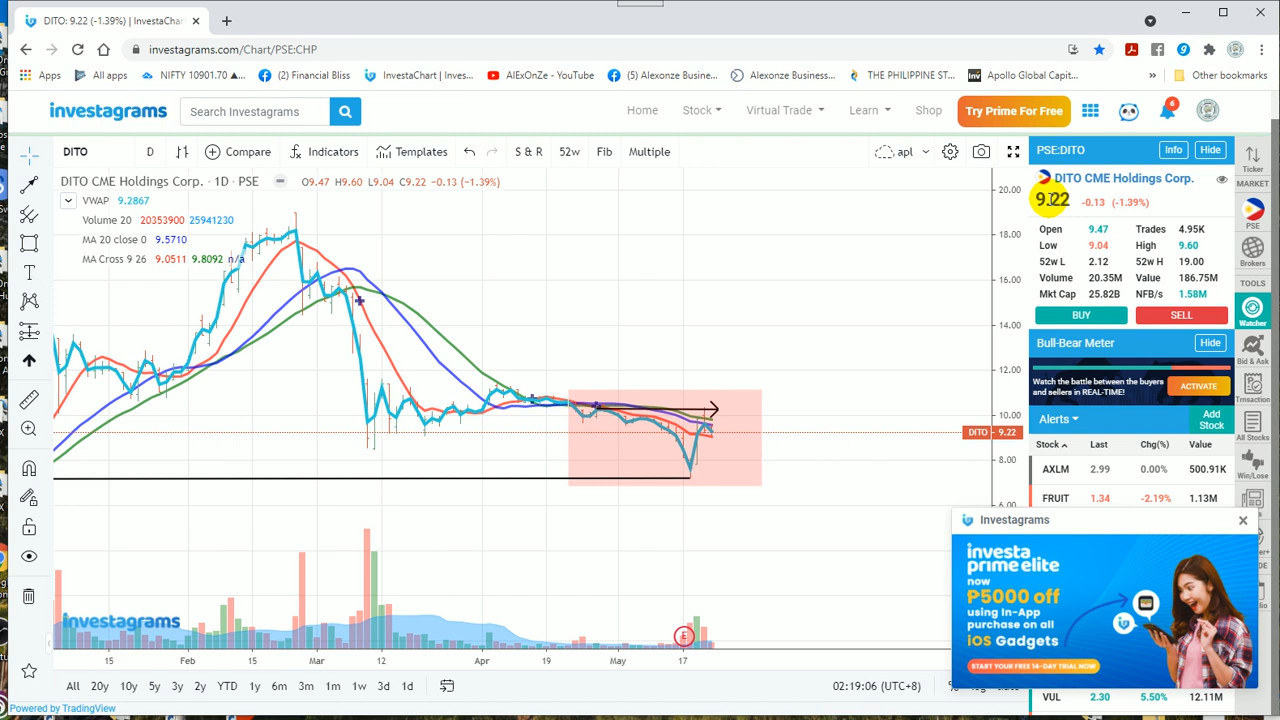 DITO: 9.22 (-1.39%) | InvestaChar
investagrams.com/Chart/PSE:CHP
Apps
All apps
NIFTY 10901.70 ▲...
(2) Financial Bliss
InvestaChart | Inves...
AlExOnZe - YouTube
(5) Alexonze Busine...
Alexonze Business...
THE PHILIPPINE ST...
Apollo Global Capit...
»
Other bookmarks
investagrams
Search Investagrams
Home
Stock
Virtual Trade
Learn
Shop
Try Prime For Free
6
DITO
D
Compare
Indicators
Templates
S & R
52w
Fib
Multiple
apl
DITO CME Holdings Corp. · 1D · PSE
O9.47 H9.60 L9.04 C9.22 -0.13 (-1.39%)
VWAP 9.2867
Volume 20 20353900 25941230
MA 20 close 0 9.5710
MA Cross 9 26 9.0511 9.8092 n/a
20.00
18.00
16.00
14.00
12.00
10.00
DITO 9.22
8.00
6.00
investagrams
E
15 Feb 15 Mar 12 Apr 19 May 17
All 20y 10y 5y 3y 2y YTD 1y 6m 3m 1m 1w 3d 1d
02:19:06 (UTC+8)
%
Powered by TradingView
PSE:DITO
Info
Hide
DITO CME Holdings Corp.
9.22 -0.13 (-1.39%)
Open 9.47 Trades 4.95K
Low 9.04 High 9.60
52w L 2.12 52w H 19.00
Volume 20.35M Value 186.75M
Mkt Cap 25.82B NFB/s 1.58M
BUY
SELL
Bull-Bear Meter
Hide
Watch the battle between the buyers
and sellers in REAL-TIME!
ACTIVATE
Alerts
Add
Stock
Stock Last Chg(%) Value
AXLM 2.99 0.00% 500.91K
FRUIT 1.34 -2.19% 1.13M
VUL 2.30 5.50% 12.11M
Ticker
MARKET
PSE
Brokers
TOOLS
Watcher
Bid & Ask
Trnsaction
All Stocks
Win/Lose
Investagrams
investa
prime elite
now
₱5000 off
using In-App
purchase on all
iOS Gadgets
START YOUR FREE 14-DAY TRIAL NOW